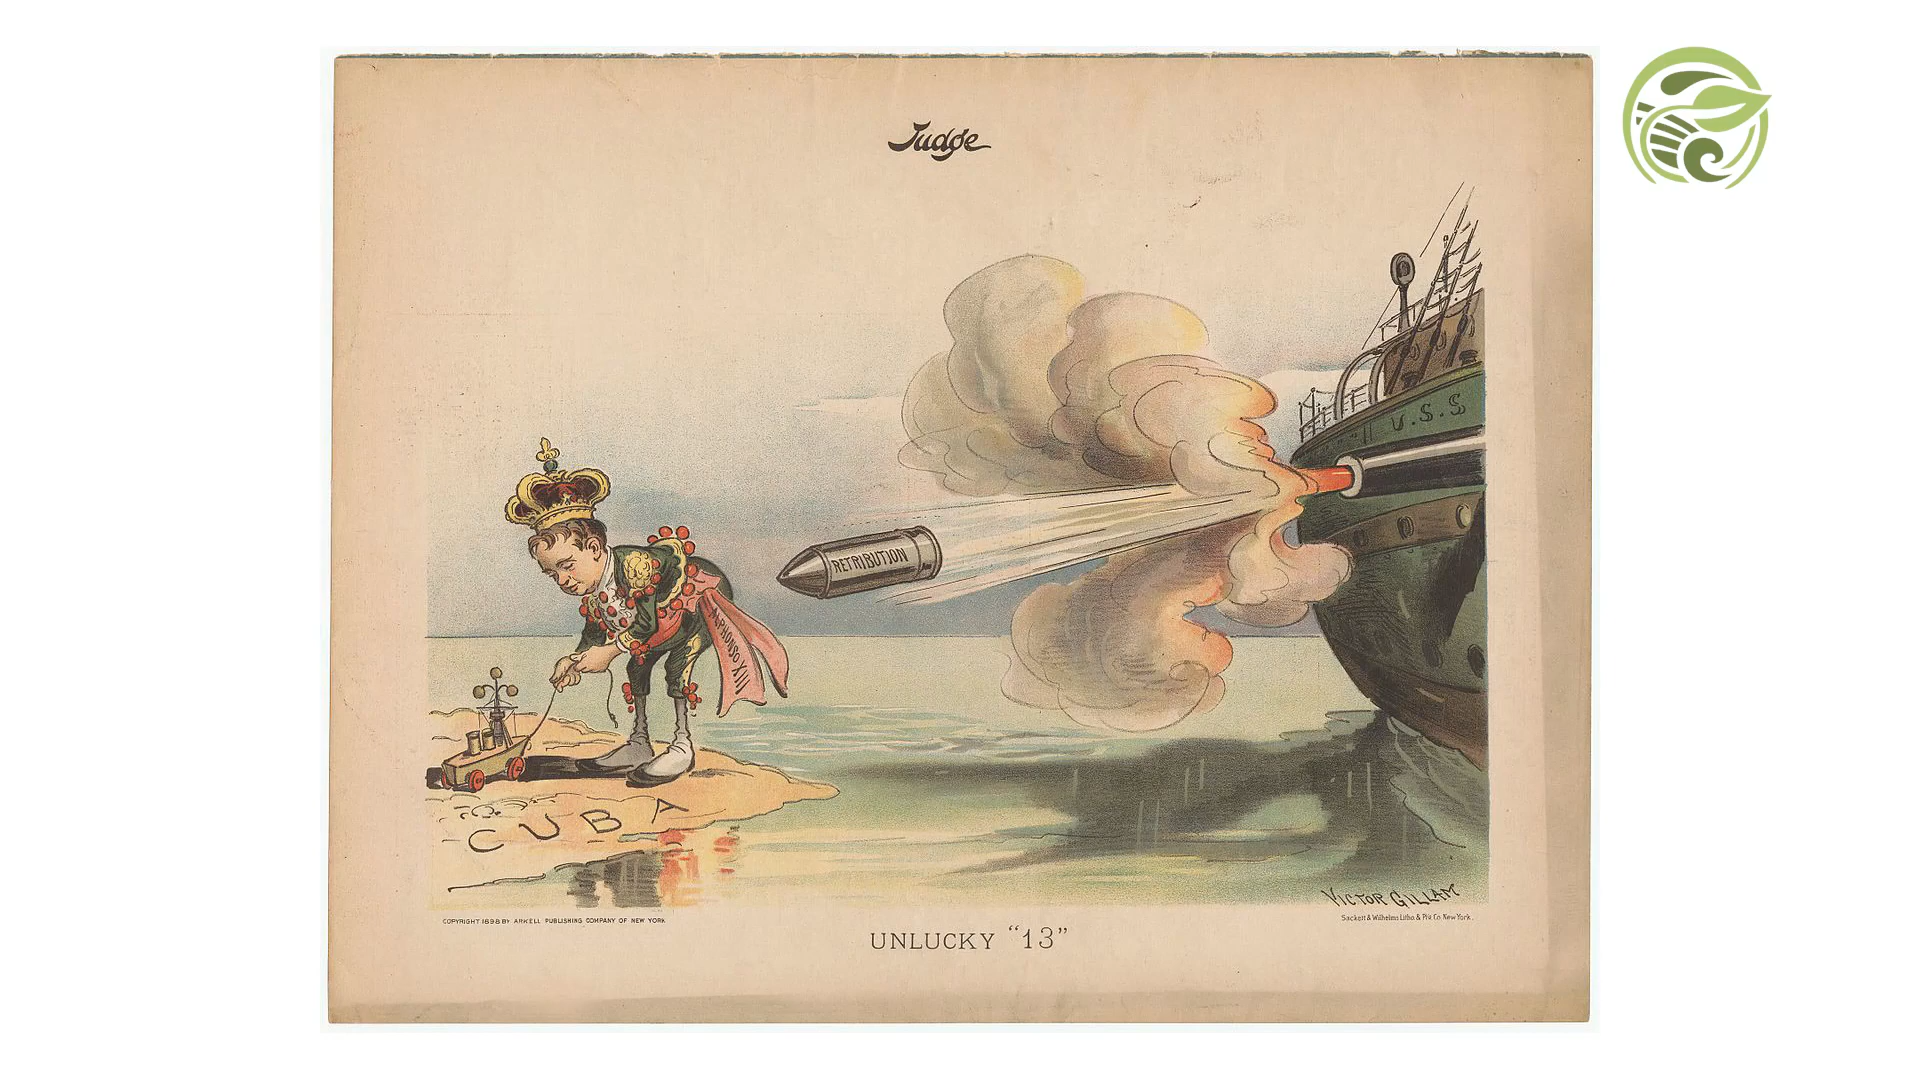 Judge
U.S.S
RETRIBUTION
ALPHONSO XIII
CUBA
VICTOR GILLAM
COPYRIGHT 1898 BY ARKELL PUBLISHING COMPANY OF NEW YORK
Sackett & Wilhelms Litho & Ptg Co. New York.
UNLUCKY "13"